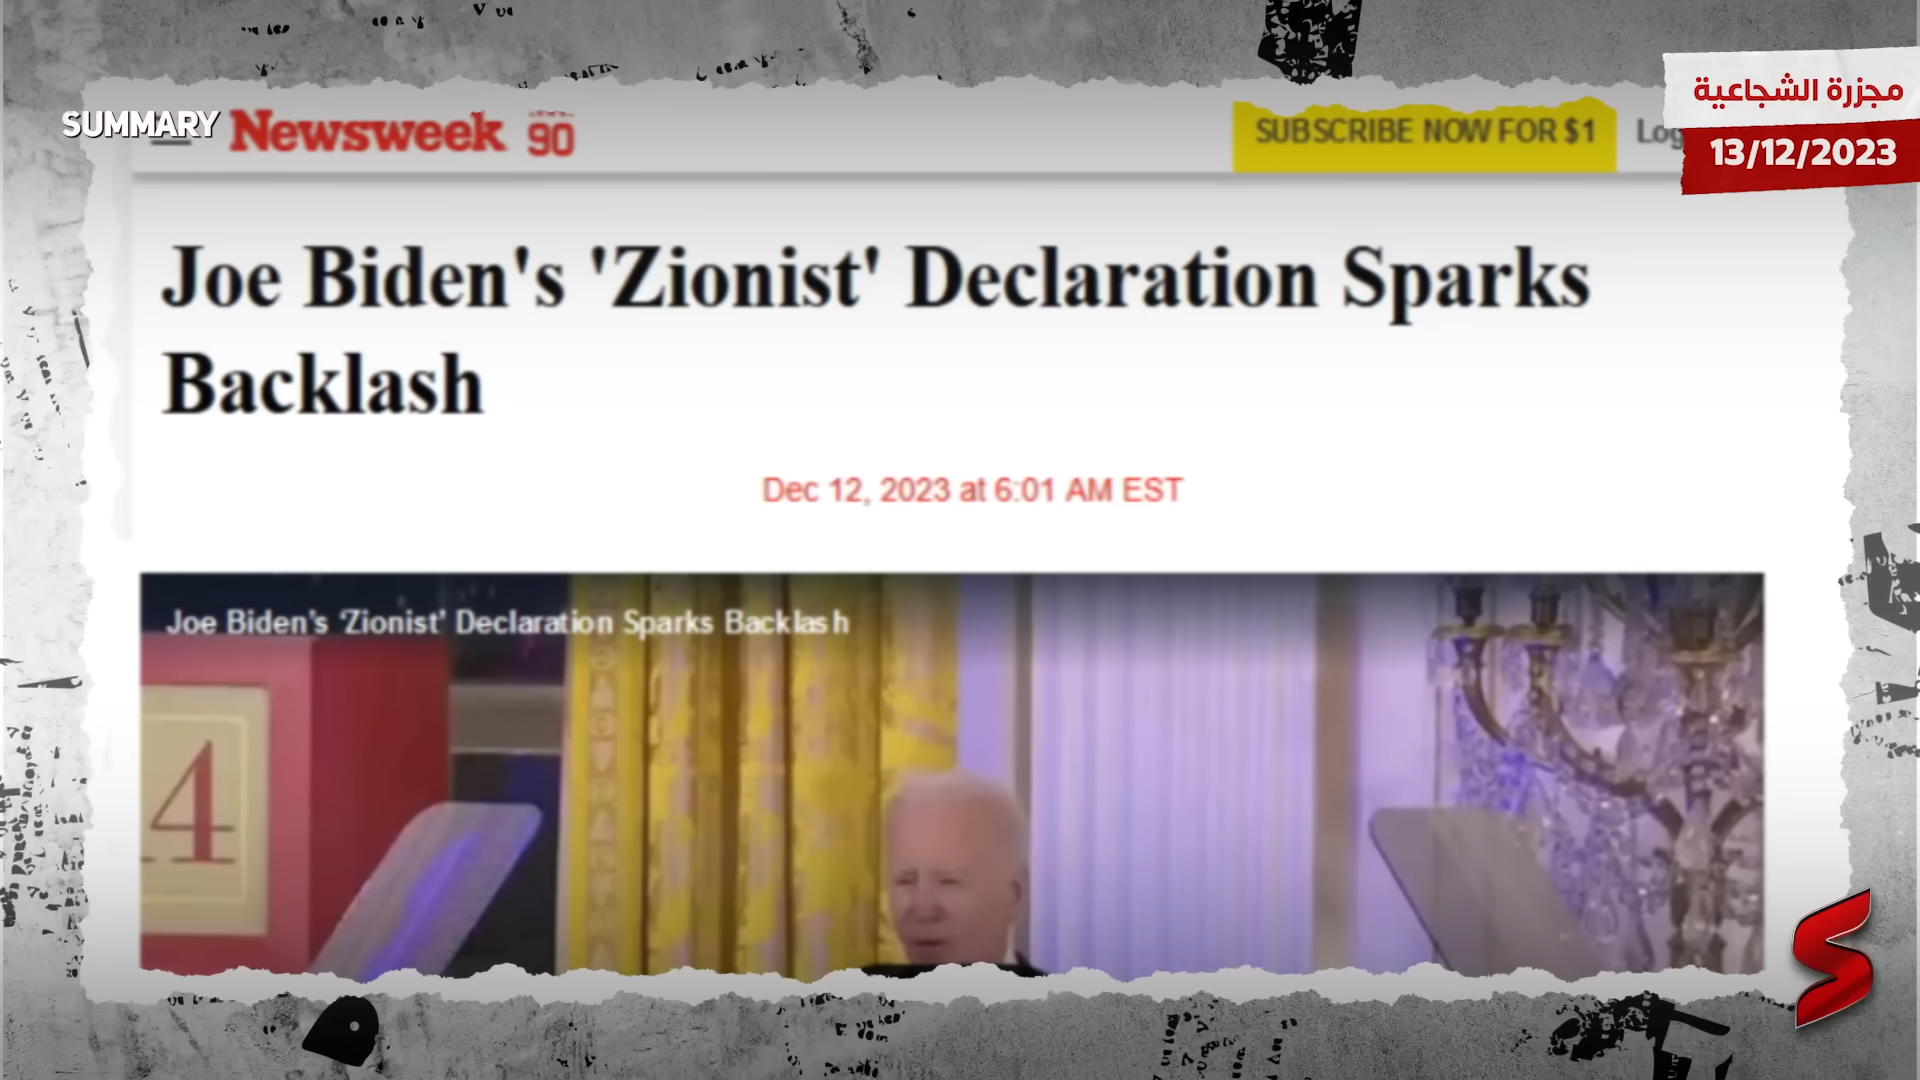 SUMMARY
Newsweek 90
SUBSCRIBE NOW FOR $1
مجزرة الشجاعية
13/12/2023
Joe Biden's 'Zionist' Declaration Sparks
Backlash
Dec 12, 2023 at 6:01 AM EST
Joe Biden's 'Zionist' Declaration Sparks Backlash
4